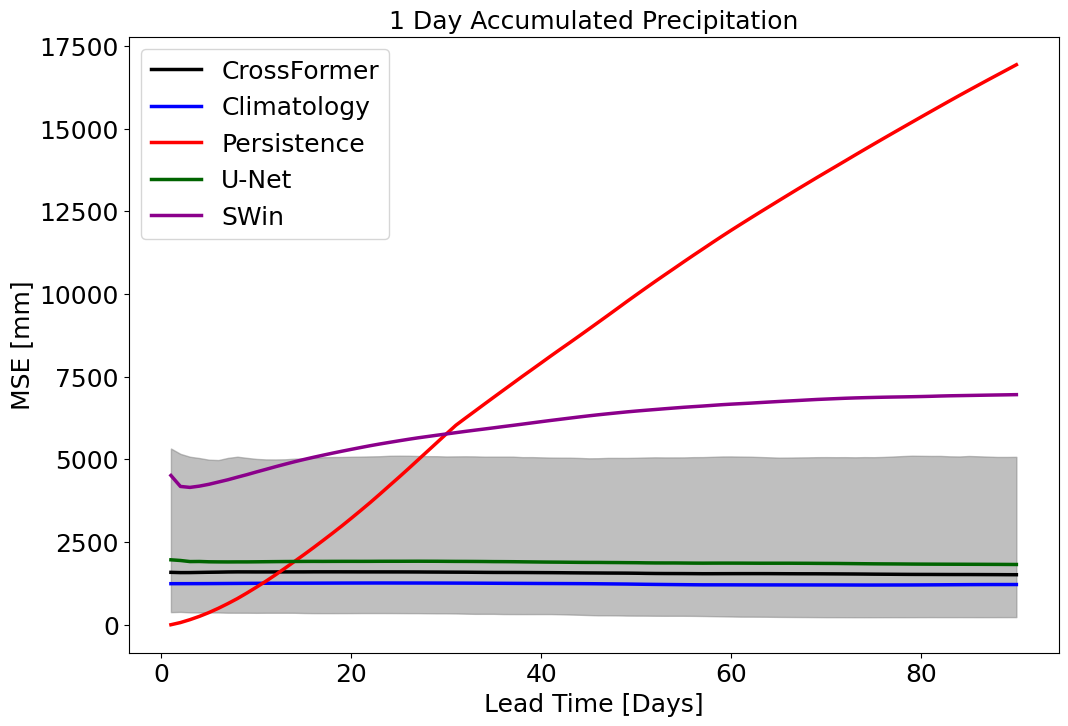 1 Day Accumulated Precipitation
17500
15000
12500
10000
7500
5000
2500
0
MSE [mm]
CrossFormer
Climatology
Persistence
U-Net
SWin
0 20 40 60 80
Lead Time [Days]